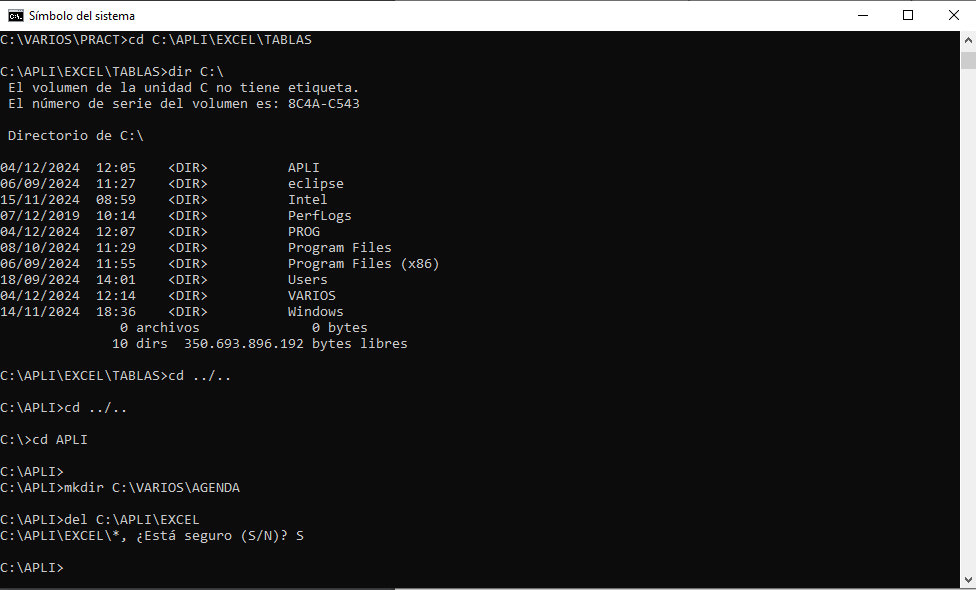 Símbolo del sistema
C:\VARIOS\PRACT>cd C:\APLI\EXCEL\TABLAS
C:\APLI\EXCEL\TABLAS>dir C:\
El volumen de la unidad C no tiene etiqueta.
El número de serie del volumen es: 8C4A-C543
Directorio de C:\
04/12/2024  12:05    <DIR>          APLI
06/09/2024  11:27    <DIR>          eclipse
15/11/2024  08:59    <DIR>          Intel
07/12/2019  10:14    <DIR>          PerfLogs
04/12/2024  12:07    <DIR>          PROG
08/10/2024  11:29    <DIR>          Program Files
06/09/2024  11:55    <DIR>          Program Files (x86)
18/09/2024  14:01    <DIR>          Users
04/12/2024  12:14    <DIR>          VARIOS
14/11/2024  18:36    <DIR>          Windows
0 archivos              0 bytes
10 dirs  350.693.896.192 bytes libres
C:\APLI\EXCEL\TABLAS>cd ../..
C:\APLI>cd ../..
C:\>cd APLI
C:\APLI>
C:\APLI>mkdir C:\VARIOS\AGENDA
C:\APLI>del C:\APLI\EXCEL
C:\APLI\EXCEL\*, ¿Está seguro (S/N)? S
C:\APLI>